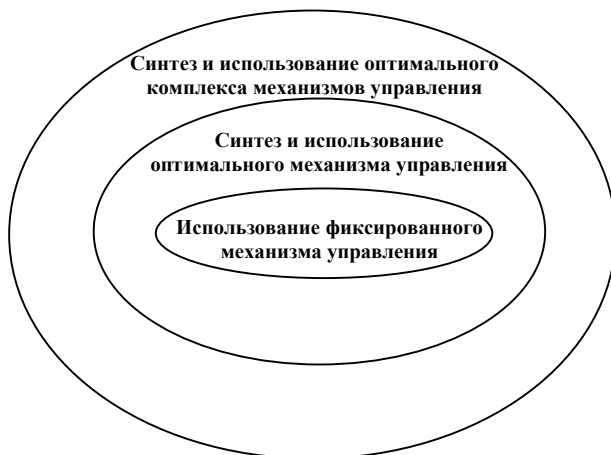 Синтез и использование оптимального
комплекса механизмов управления
Синтез и использование
оптимального механизма управления
Использование фиксированного
механизма управления